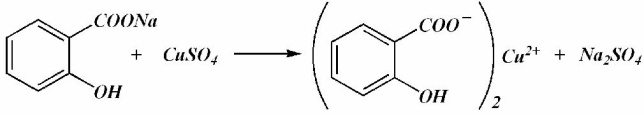 COONa
OH
+ CuSO₄
COO⁻
OH
2
Cu²⁺ + Na₂SO₄